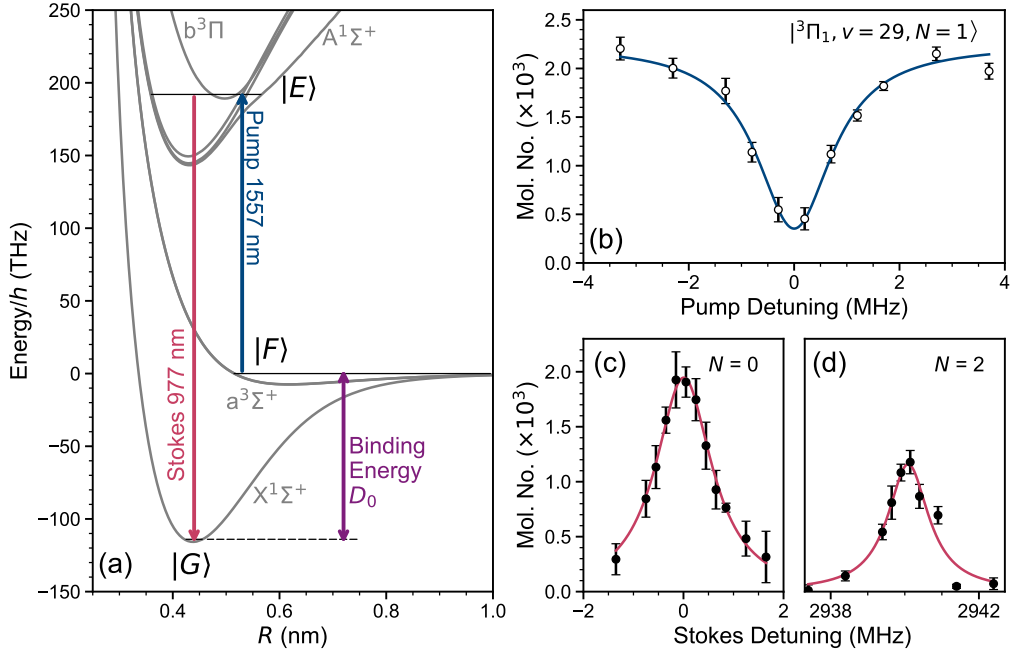 250
200
150
100
50
0
−50
−100
−150
Energy/h (THz)
0.4
0.6
0.8
1.0
R (nm)
b³Π
A¹Σ⁺
|E⟩
Pump 1557 nm
Stokes 977 nm
|F⟩
a³Σ⁺
X¹Σ⁺
Binding
Energy
D₀
(a)
|G⟩
2.5
2.0
1.5
1.0
0.5
0.0
Mol. No. (×10³)
|³Π₁, v = 29, N = 1⟩
(b)
−4
−2
0
2
4
Pump Detuning (MHz)
2.0
1.5
1.0
0.5
0.0
Mol. No. (×10³)
(c)
N = 0
(d)
N = 2
−2
0
2
2938
2942
Stokes Detuning (MHz)